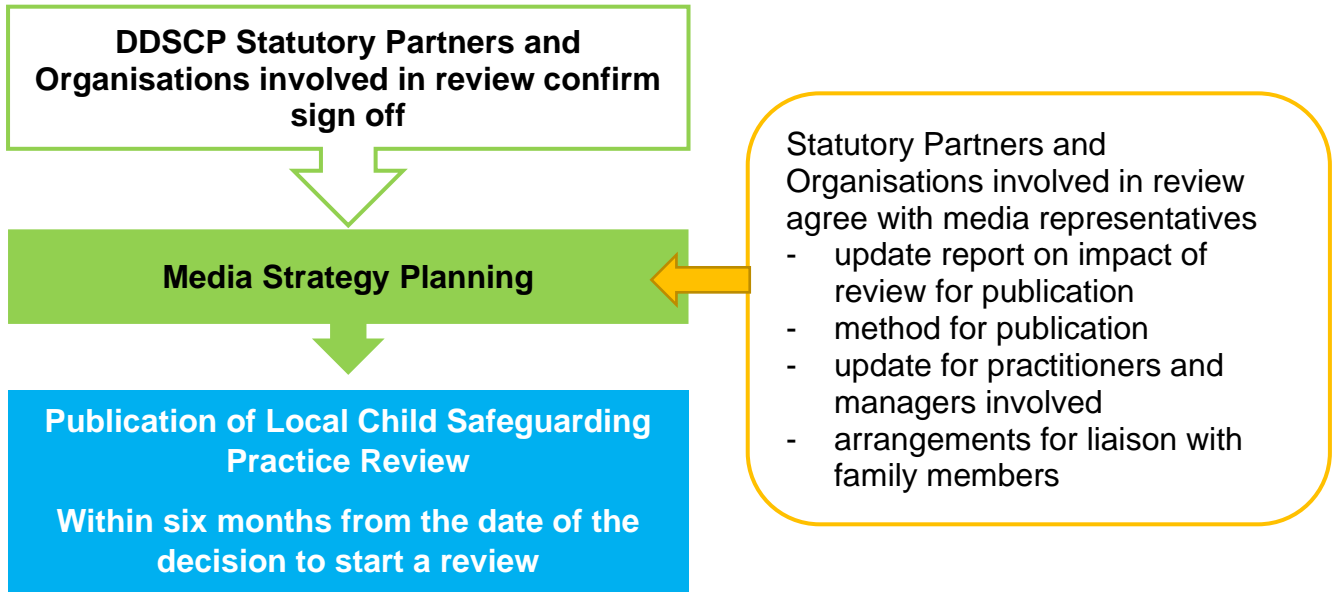 DDSCP Statutory Partners and
Organisations involved in review confirm
sign off
Media Strategy Planning
Statutory Partners and
Organisations involved in review
agree with media representatives
- update report on impact of
review for publication
- method for publication
- update for practitioners and
managers involved
- arrangements for liaison with
family members
Publication of Local Child Safeguarding
Practice Review
Within six months from the date of the
decision to start a review